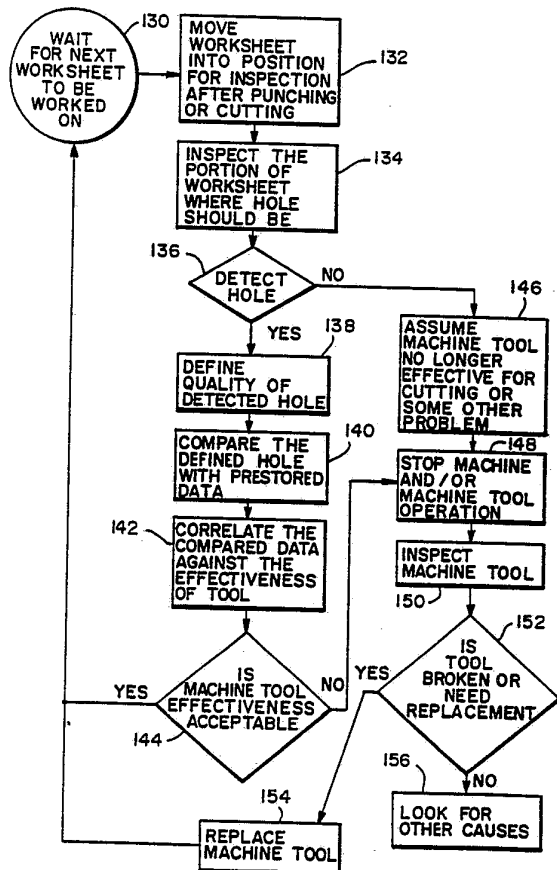 130
WAIT
FOR NEXT
WORKSHEET
TO BE
WORKED
ON
MOVE
WORKSHEET
INTO POSITION
FOR INSPECTION
AFTER PUNCHING
OR CUTTING
132
INSPECT THE
PORTION OF
WORKSHEET
WHERE HOLE
SHOULD BE
134
136
DETECT
HOLE
NO
YES
138
DEFINE
QUALITY OF
DETECTED HOLE
COMPARE THE
DEFINED HOLE
WITH PRESTORED
DATA
140
142
CORRELATE THE
COMPARED DATA
AGAINST THE
EFFECTIVENESS
OF TOOL
IS
MACHINE TOOL
EFFECTIVENESS
ACCEPTABLE
YES
NO
144
146
ASSUME
MACHINE TOOL
NO LONGER
EFFECTIVE FOR
CUTTING OR
SOME OTHER
PROBLEM
148
STOP MACHINE
AND/OR
MACHINE TOOL
OPERATION
INSPECT
MACHINE TOOL
150
152
IS
TOOL
BROKEN OR
NEED
REPLACEMENT
YES
NO
154
REPLACE
MACHINE TOOL
156
LOOK FOR
OTHER CAUSES